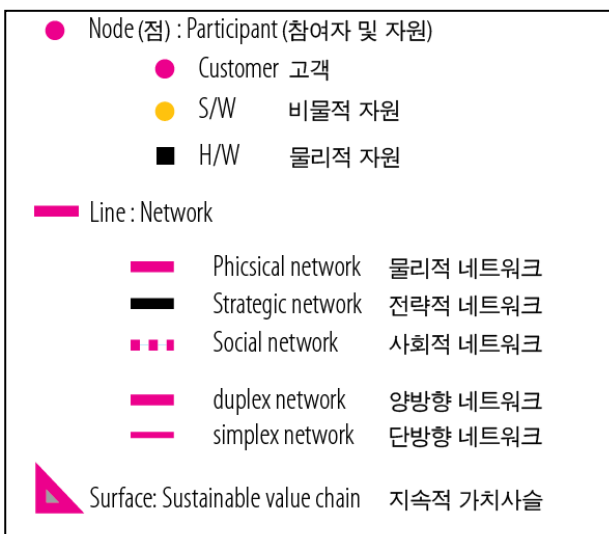 Node (점) : Participant (참여자 및 자원)
Customer 고객
S/W 비물적 자원
H/W 물리적 자원
Line : Network
Phicsical network 물리적 네트워크
Strategic network 전략적 네트워크
Social network 사회적 네트워크
duplex network 양방향 네트워크
simplex network 단방향 네트워크
Surface: Sustainable value chain 지속적 가치사슬